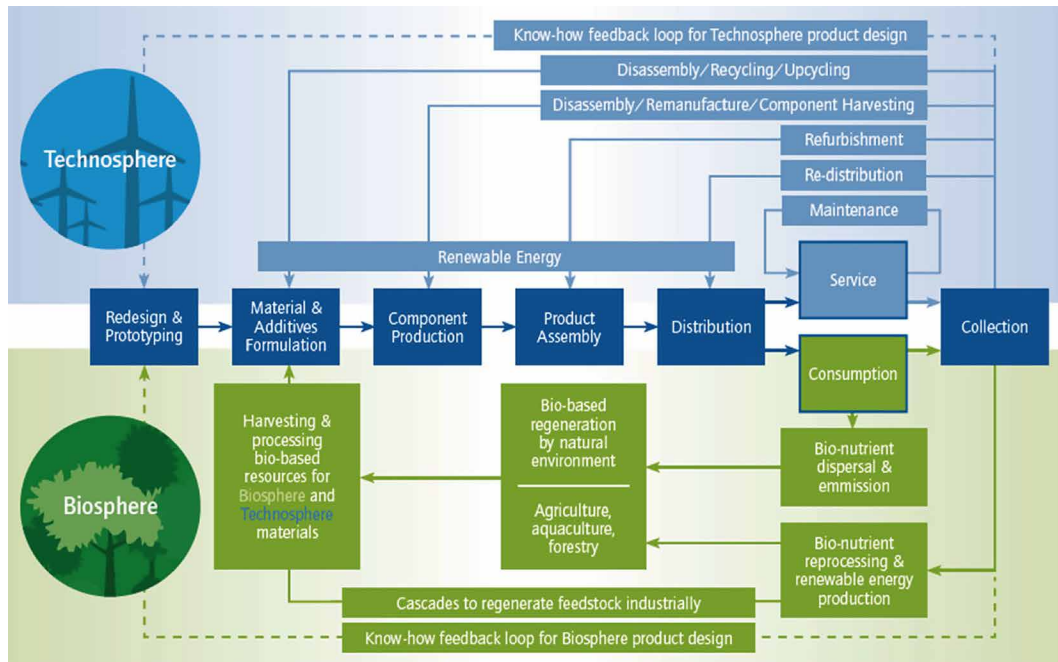 Know-how feedback loop for Technosphere product design
Disassembly/Recycling/Upcycling
Disassembly/Remanufacture/Component Harvesting
Refurbishment
Technosphere
Re-distribution
Maintenance
Renewable Energy
Redesign &
Prototyping
Material &
Additives
Formulation
Component
Production
Product
Assembly
Distribution
Service
Consumption
Collection
Harvesting &
processing
bio-based
resources for
Biosphere and
Technosphere
materials
Bio-based
regeneration
by natural
environment
Agriculture,
aquaculture,
forestry
Bio-nutrient
dispersal &
emmission
Bio-nutrient
reprocessing &
renewable energy
production
Biosphere
Cascades to regenerate feedstock industrially
Know-how feedback loop for Biosphere product design